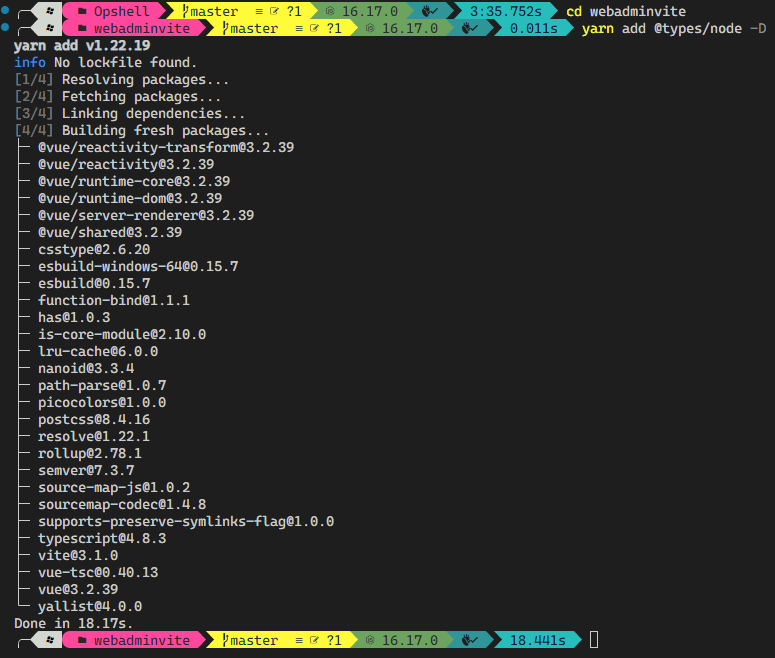 Opshell master ≡ ?1 16.17.0 3:35.752s cd webadminvite
webadminvite master ≡ ?1 16.17.0 0.011s yarn add @types/node -D
yarn add v1.22.19
info No lockfile found.
[1/4] Resolving packages...
[2/4] Fetching packages...
[3/4] Linking dependencies...
[4/4] Building fresh packages...
├─ @vue/reactivity-transform@3.2.39
├─ @vue/reactivity@3.2.39
├─ @vue/runtime-core@3.2.39
├─ @vue/runtime-dom@3.2.39
├─ @vue/server-renderer@3.2.39
├─ @vue/shared@3.2.39
├─ csstype@2.6.20
├─ esbuild-windows-64@0.15.7
├─ esbuild@0.15.7
├─ function-bind@1.1.1
├─ has@1.0.3
├─ is-core-module@2.10.0
├─ lru-cache@6.0.0
├─ nanoid@3.3.4
├─ path-parse@1.0.7
├─ picocolors@1.0.0
├─ postcss@8.4.16
├─ resolve@1.22.1
├─ rollup@2.78.1
├─ semver@7.3.7
├─ source-map-js@1.0.2
├─ sourcemap-codec@1.4.8
├─ supports-preserve-symlinks-flag@1.0.0
├─ typescript@4.8.3
├─ vite@3.1.0
├─ vue-tsc@0.40.13
├─ vue@3.2.39
└─ yallist@4.0.0
Done in 18.17s.
webadminvite master ≡ ?1 16.17.0 18.441s